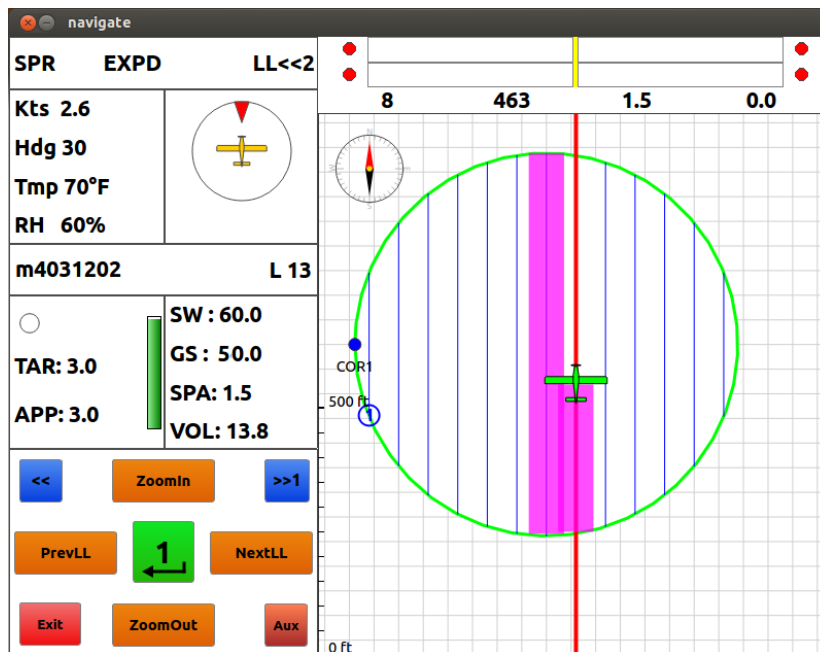 navigate
SPR EXPD LL<<2
8 463 1.5 0.0
Kts 2.6
Hdg 30
Tmp 70°F
RH 60%
m4031202 L 13
TAR: 3.0
APP: 3.0
SW : 60.0
GS : 50.0
SPA: 1.5
VOL: 13.8
<< ZoomIn >>1
PrevLL 1 NextLL
Exit ZoomOut Aux
N
S
COR1
500 ft
1
0 ft